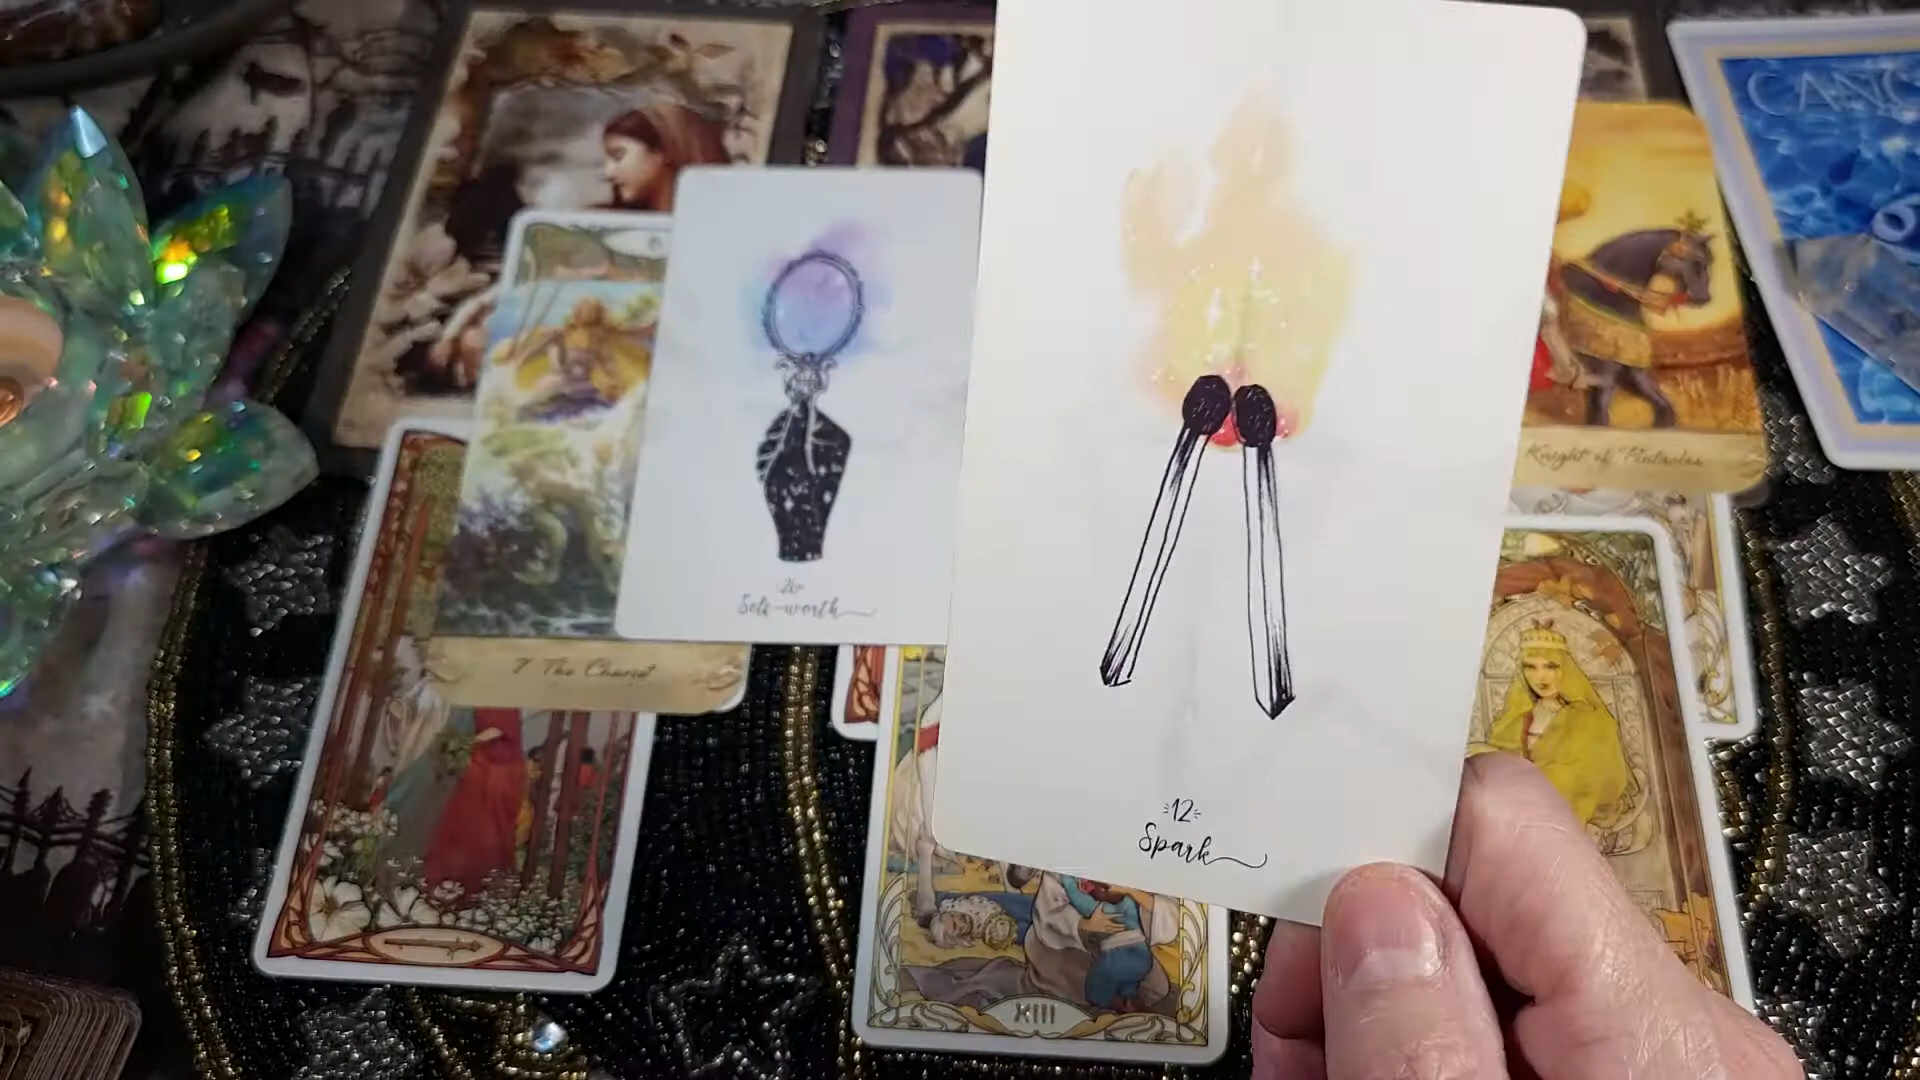 CANC
26
Self-worth
Knight of Pentacles
7 The Chariot
12
Spark
XIII